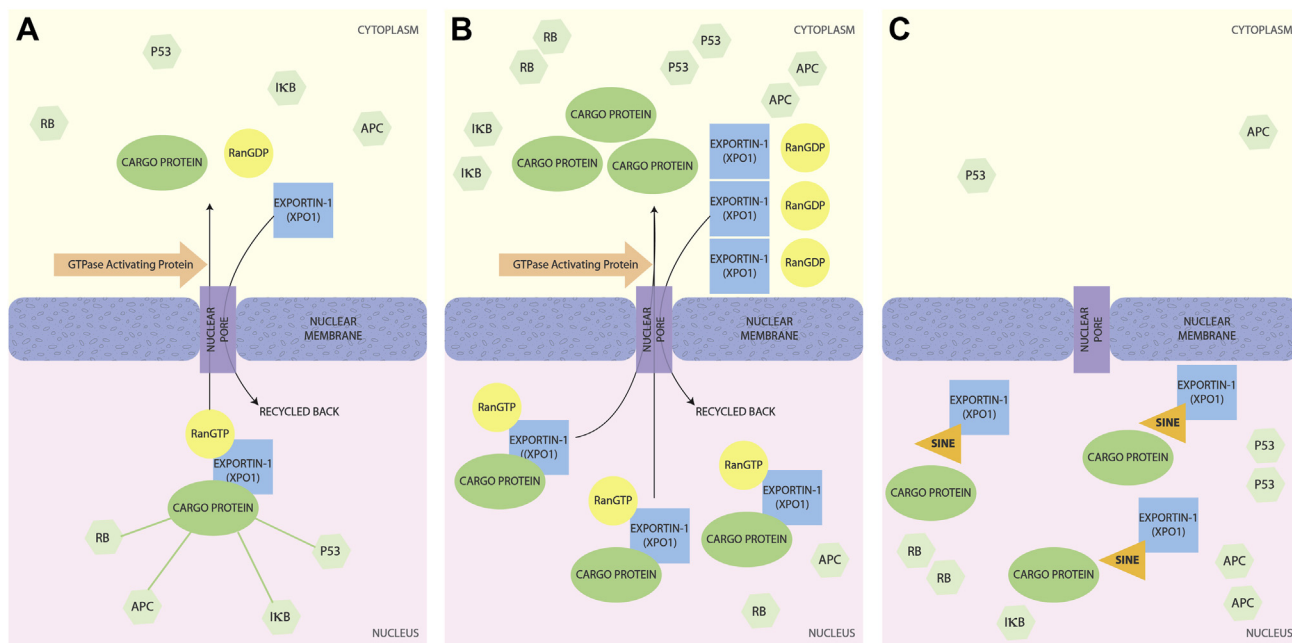 A
CYTOPLASM
P53
IκB
RB
APC
CARGO PROTEIN
RanGDP
EXPORTIN-1
(XPO1)
GTPase Activating Protein
NUCLEAR
PORE
NUCLEAR
MEMBRANE
RECYCLED BACK
RanGTP
EXPORTIN-1
(XPO1)
CARGO PROTEIN
RB
P53
APC
IκB
NUCLEUS
B
CYTOPLASM
RB
RB
P53
P53
APC
APC
IκB
IκB
CARGO PROTEIN
CARGO PROTEIN
CARGO PROTEIN
EXPORTIN-1
(XPO1)
RanGDP
EXPORTIN-1
(XPO1)
RanGDP
EXPORTIN-1
(XPO1)
RanGDP
GTPase Activating Protein
NUCLEAR
PORE
NUCLEAR
MEMBRANE
RECYCLED BACK
RanGTP
EXPORTIN-1
((XPO1)
CARGO PROTEIN
RanGTP
EXPORTIN-1
(XPO1)
CARGO PROTEIN
RanGTP
EXPORTIN-1
(XPO1)
CARGO PROTEIN
APC
RB
NUCLEUS
C
CYTOPLASM
APC
P53
NUCLEAR
PORE
NUCLEAR
MEMBRANE
EXPORTIN-1
(XPO1)
SINE
CARGO PROTEIN
EXPORTIN-1
(XPO1)
SINE
CARGO PROTEIN
P53
P53
EXPORTIN-1
(XPO1)
SINE
CARGO PROTEIN
RB
RB
IκB
APC
APC
NUCLEUS